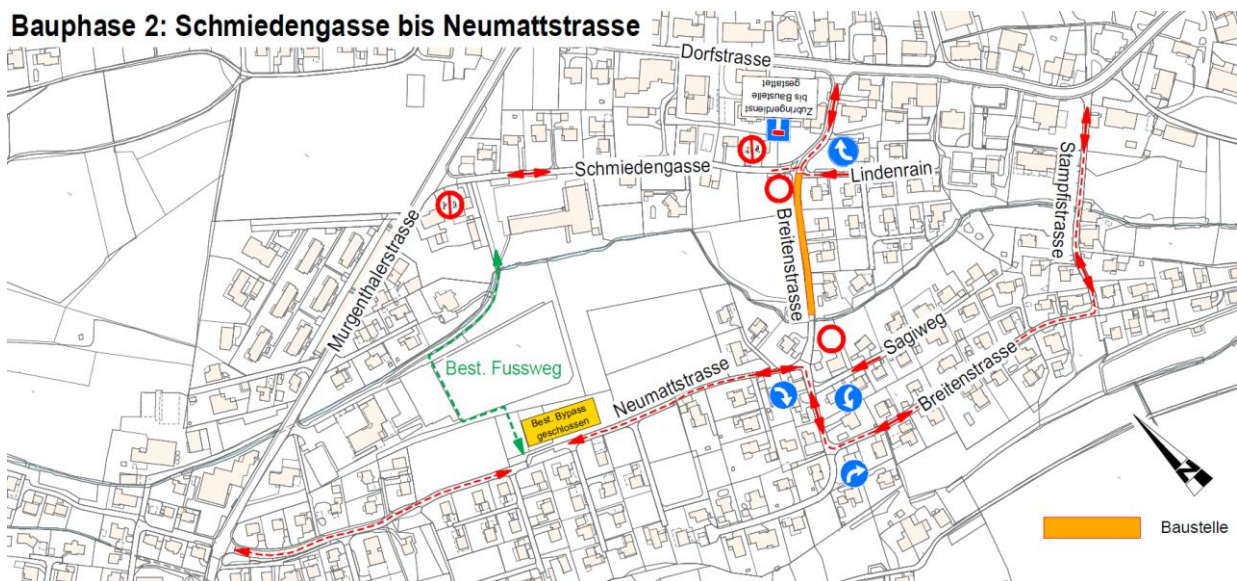 Bauphase 2: Schmiedengasse bis Neumattstrasse
Dorfstrasse
Zubringerdienst
bis Baustelle
gestattet
Schmiedengasse
Lindenrain
Stampfistrasse
Murgenthalerstrasse
Breitenstrasse
Best. Fussweg
Neumattstrasse
Sagiweg
Breitenstrasse
Best. Bypass
geschlossen
N
Baustelle